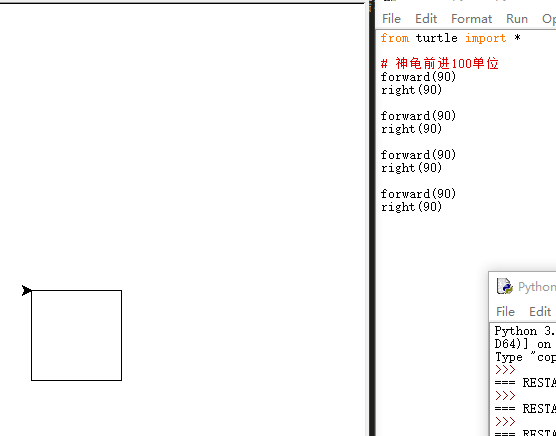 File Edit Format Run
from turtle import *
# 神龟前进100单位
forward(90)
right(90)
forward(90)
right(90)
forward(90)
right(90)
forward(90)
right(90)
Python
File Edit
Python 3.
D64)] on
Type "cop
>>>
=== RESTA
>>>
=== RESTA
>>>
=== RESTA